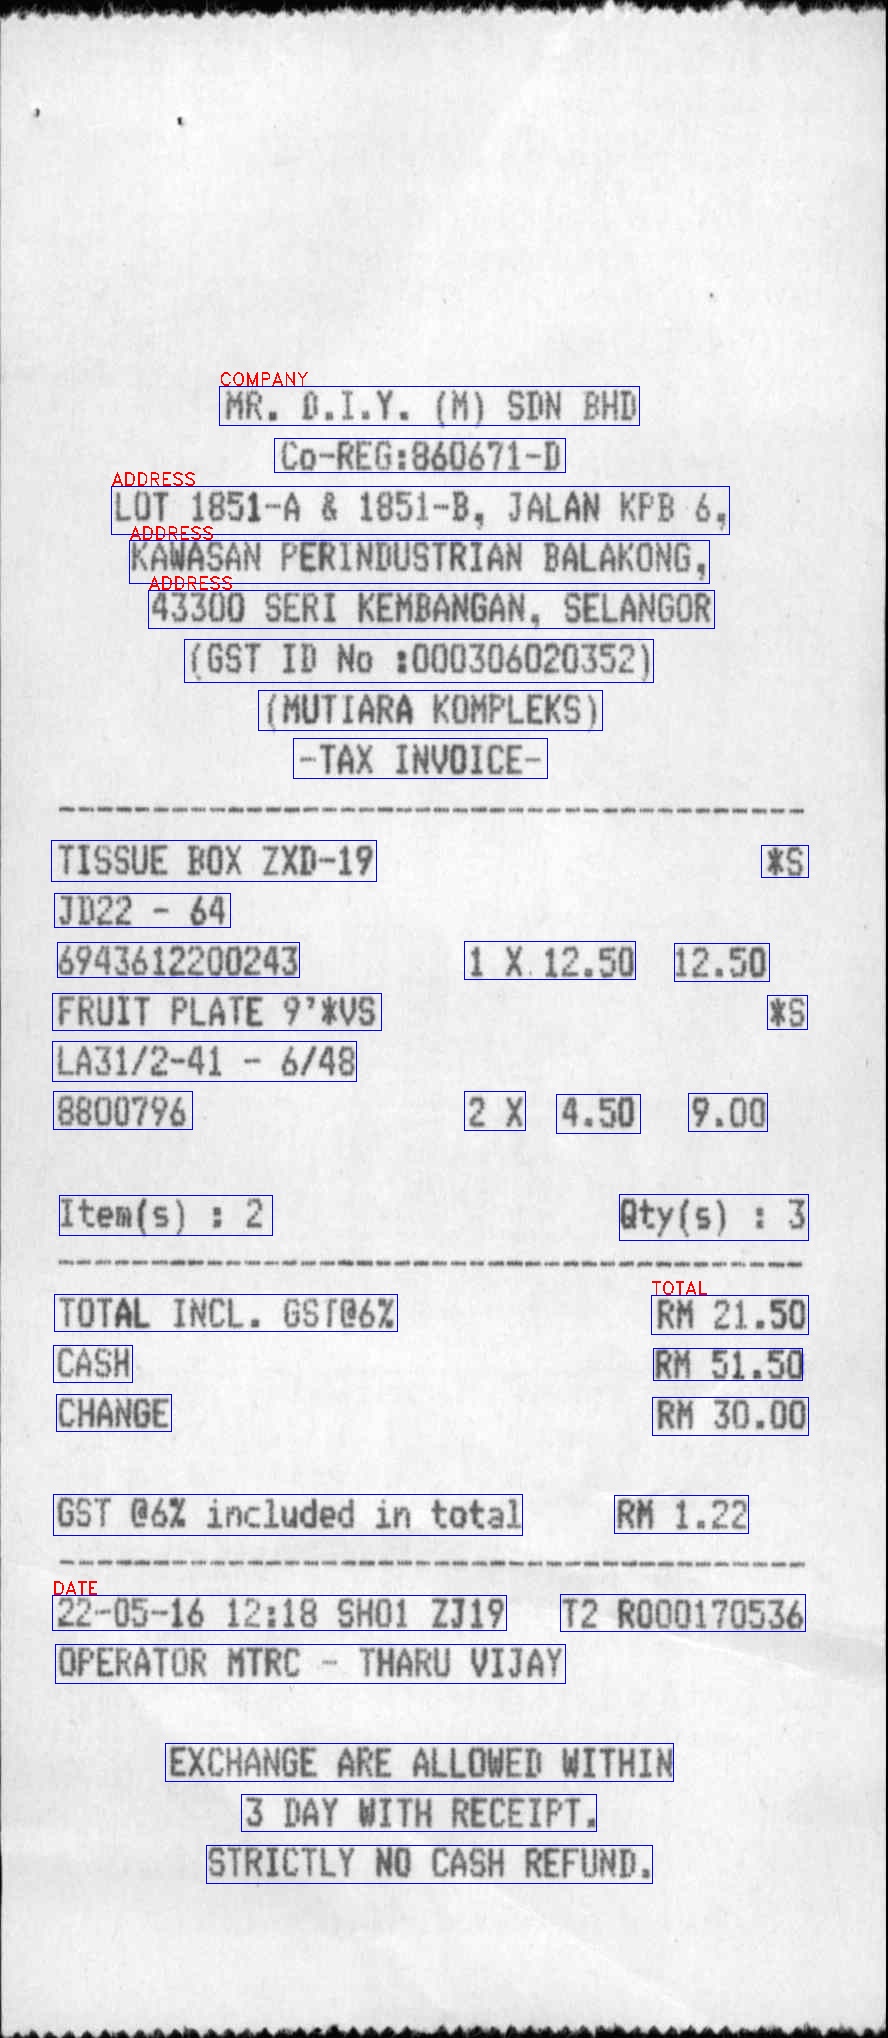 COMPANY
MR. D.I.Y. (M) SDN BHD
Co-REG:860671-D
ADDRESS
LOT 1851-A & 1851-B, JALAN KPB 6,
ADDRESS
KAWASAN PERINDUSTRIAN BALAKONG,
ADDRESS
43300 SERI KEMBANGAN, SELANGOR
(GST ID No :000306020352)
(MUTIARA KOMPLEKS)
-TAX INVOICE-
TISSUE BOX ZXD-19 *S
JD22 - 64
6943612200243 1 X 12.50 12.50
FRUIT PLATE 9'*VS *S
LA31/2-41 - 6/48
8800796 2 X 4.50 9.00
Item(s) : 2 Qty(s) : 3
TOTAL
TOTAL INCL. GST@6% RM 21.50
CASH RM 51.50
CHANGE RM 30.00
GST @6% included in total RM 1.22
DATE
22-05-16 12:18 SH01 ZJ19 T2 R000170536
OPERATOR MTRC - THARU VIJAY
EXCHANGE ARE ALLOWED WITHIN
3 DAY WITH RECEIPT.
STRICTLY NO CASH REFUND.